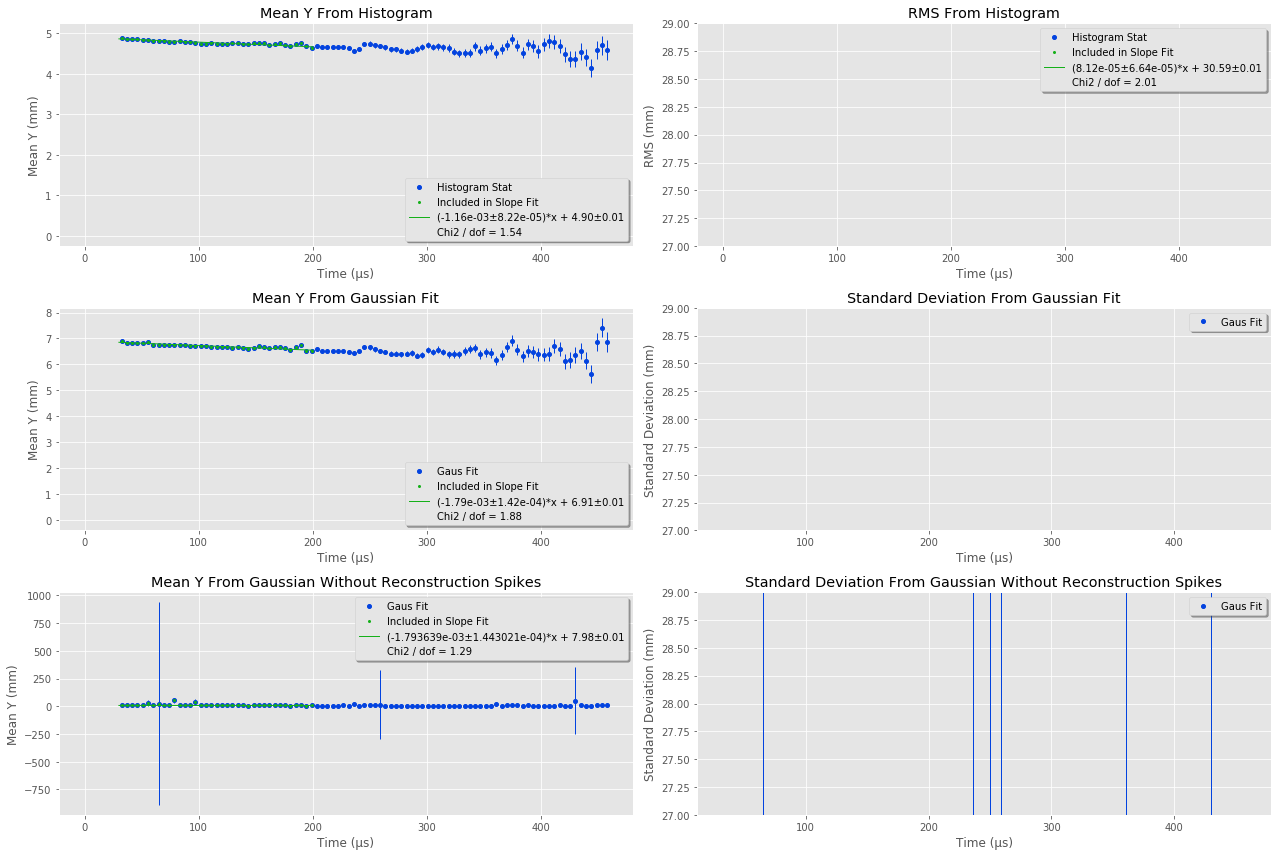 Mean Y From Histogram
5
4
3
2
1
0
Mean Y (mm)
Histogram Stat
Included in Slope Fit
(-1.16e-03±8.22e-05)*x + 4.90±0.01
Chi2 / dof = 1.54
0 100 200 300 400
Time (µs)
RMS From Histogram
29.00
28.75
28.50
28.25
28.00
27.75
27.50
27.25
27.00
RMS (mm)
Histogram Stat
Included in Slope Fit
(8.12e-05±6.64e-05)*x + 30.59±0.01
Chi2 / dof = 2.01
0 100 200 300 400
Time (µs)
Mean Y From Gaussian Fit
8
7
6
5
4
3
2
1
0
Mean Y (mm)
Gaus Fit
Included in Slope Fit
(-1.79e-03±1.42e-04)*x + 6.91±0.01
Chi2 / dof = 1.88
0 100 200 300 400
Time (µs)
Standard Deviation From Gaussian Fit
29.00
28.75
28.50
28.25
28.00
27.75
27.50
27.25
27.00
Standard Deviation (mm)
Gaus Fit
100 200 300 400
Time (µs)
Mean Y From Gaussian Without Reconstruction Spikes
1000
750
500
250
0
−250
−500
−750
Mean Y (mm)
Gaus Fit
Included in Slope Fit
(-1.793639e-03±1.443021e-04)*x + 7.98±0.01
Chi2 / dof = 1.29
0 100 200 300 400
Time (µs)
Standard Deviation From Gaussian Without Reconstruction Spikes
29.00
28.75
28.50
28.25
28.00
27.75
27.50
27.25
27.00
Standard Deviation (mm)
Gaus Fit
100 200 300 400
Time (µs)